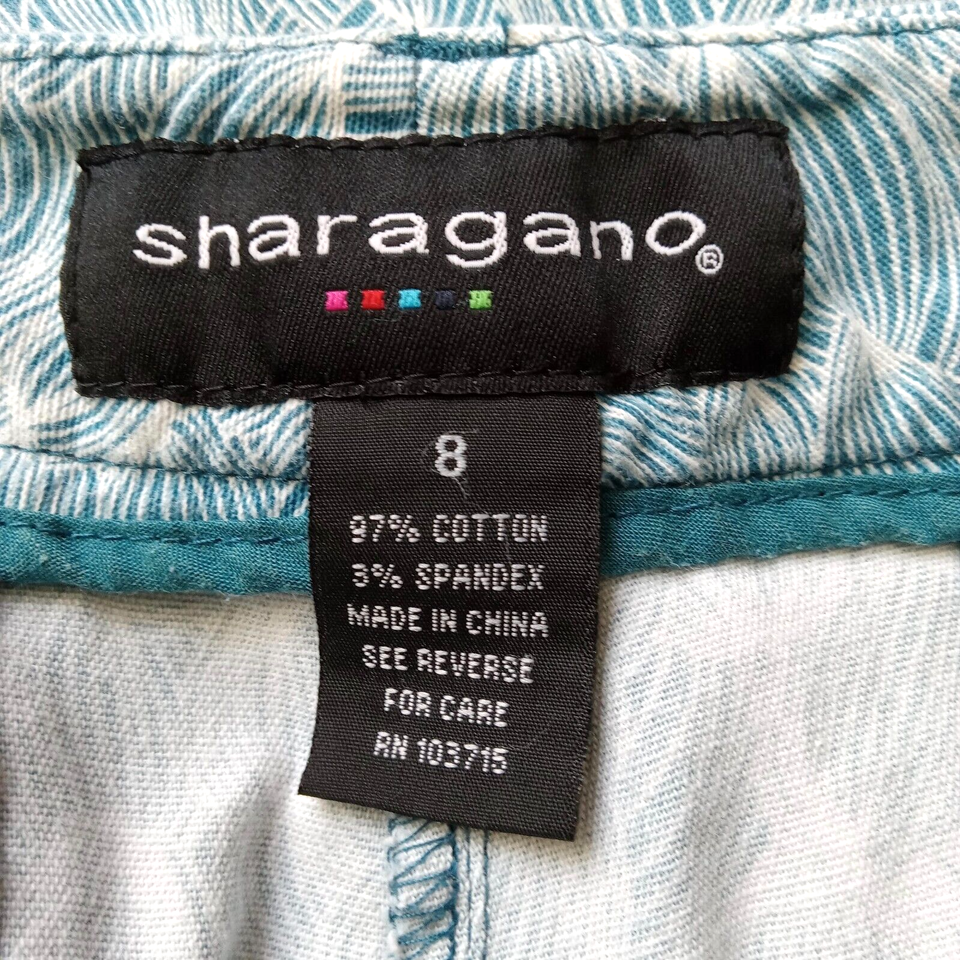 sharagano®
8
97% COTTON
3% SPANDEX
MADE IN CHINA
SEE REVERSE
FOR CARE
RN 103715